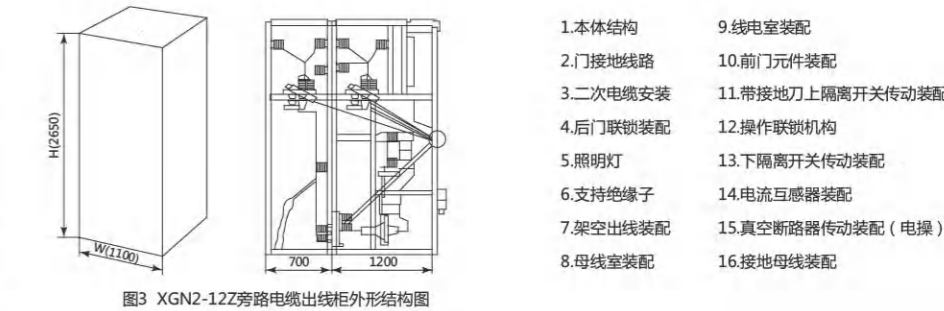 H(2650)
W(1100)
700
1200
图3 XGN2-12Z旁路电缆出线柜外形结构图
1.本体结构
2.门接地线路
3.二次电缆安装
4.后门联锁装配
5.照明灯
6.支持绝缘子
7.架空出线装配
8.母线室装配
9.线电室装配
10.前门元件装配
11.带接地刀上隔离开关传动装配
12.操作联锁机构
13.下隔离开关传动装配
14.电流互感器装配
15.真空断路器传动装配（电操）
16.接地母线装配